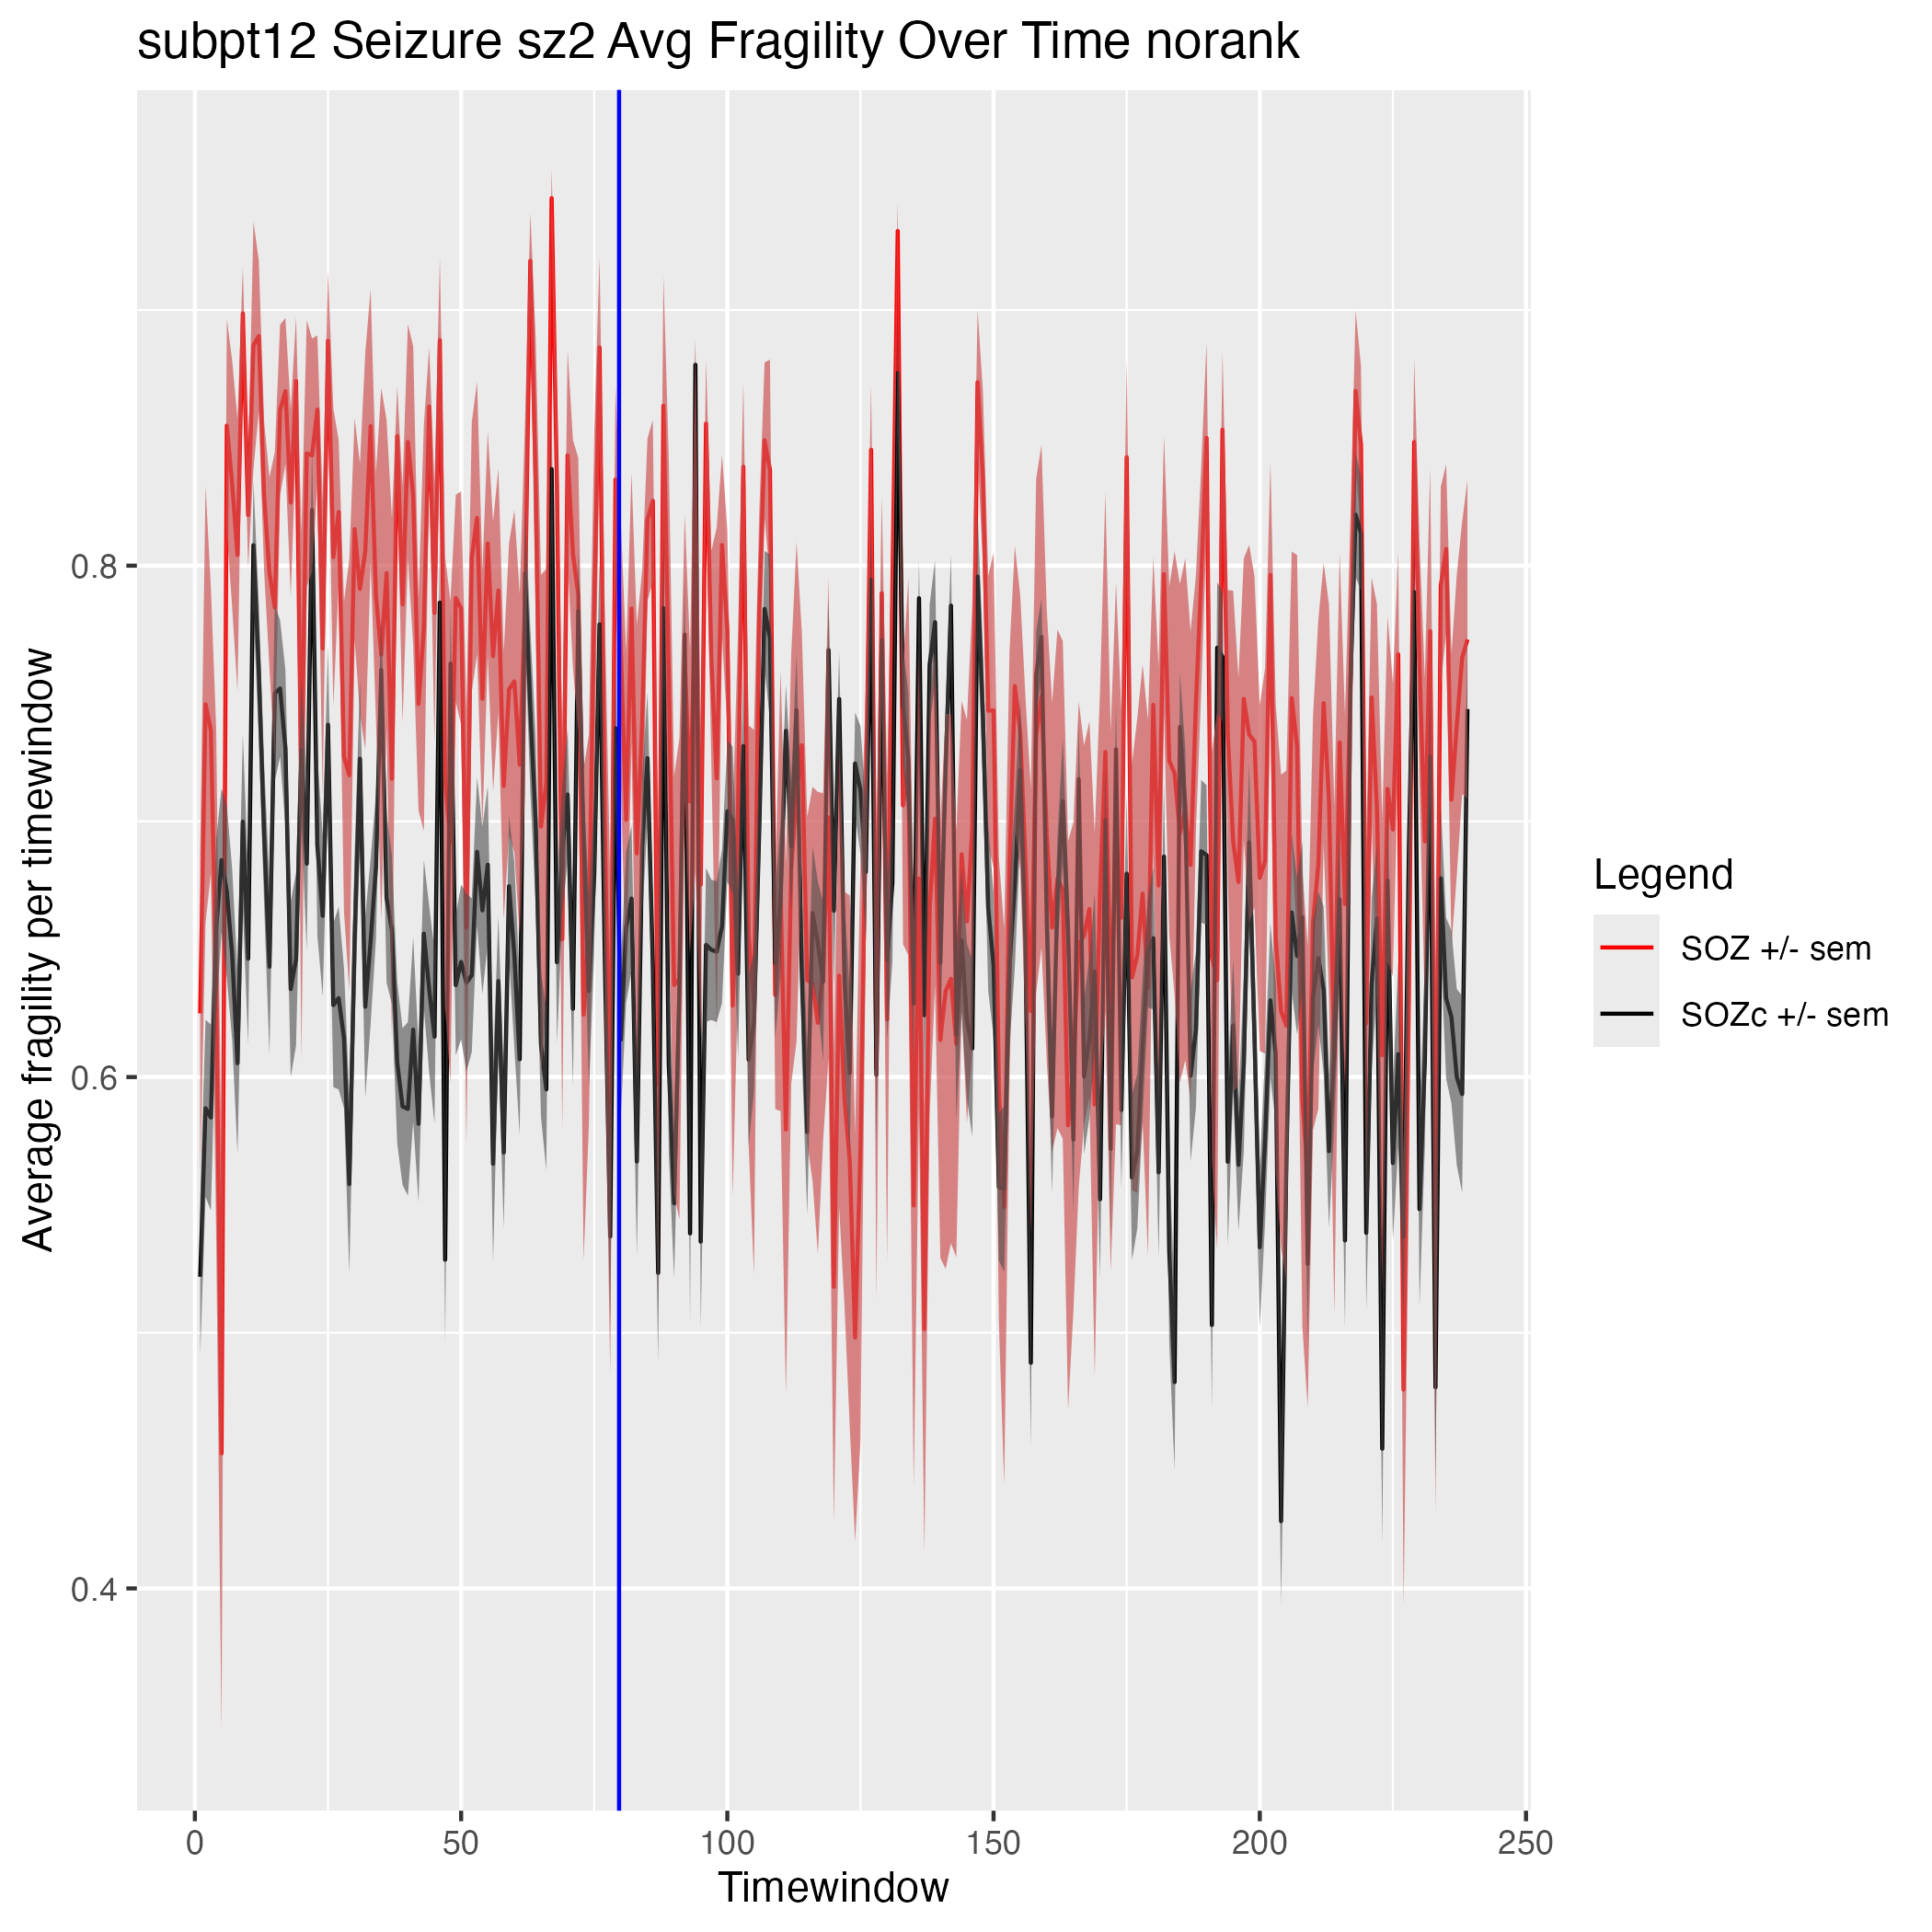 subpt12 Seizure sz2 Avg Fragility Over Time norank
Average fragility per timewindow
0.8
0.6
0.4
0
50
100
150
200
250
Timewindow
Legend
SOZ +/- sem
SOZc +/- sem